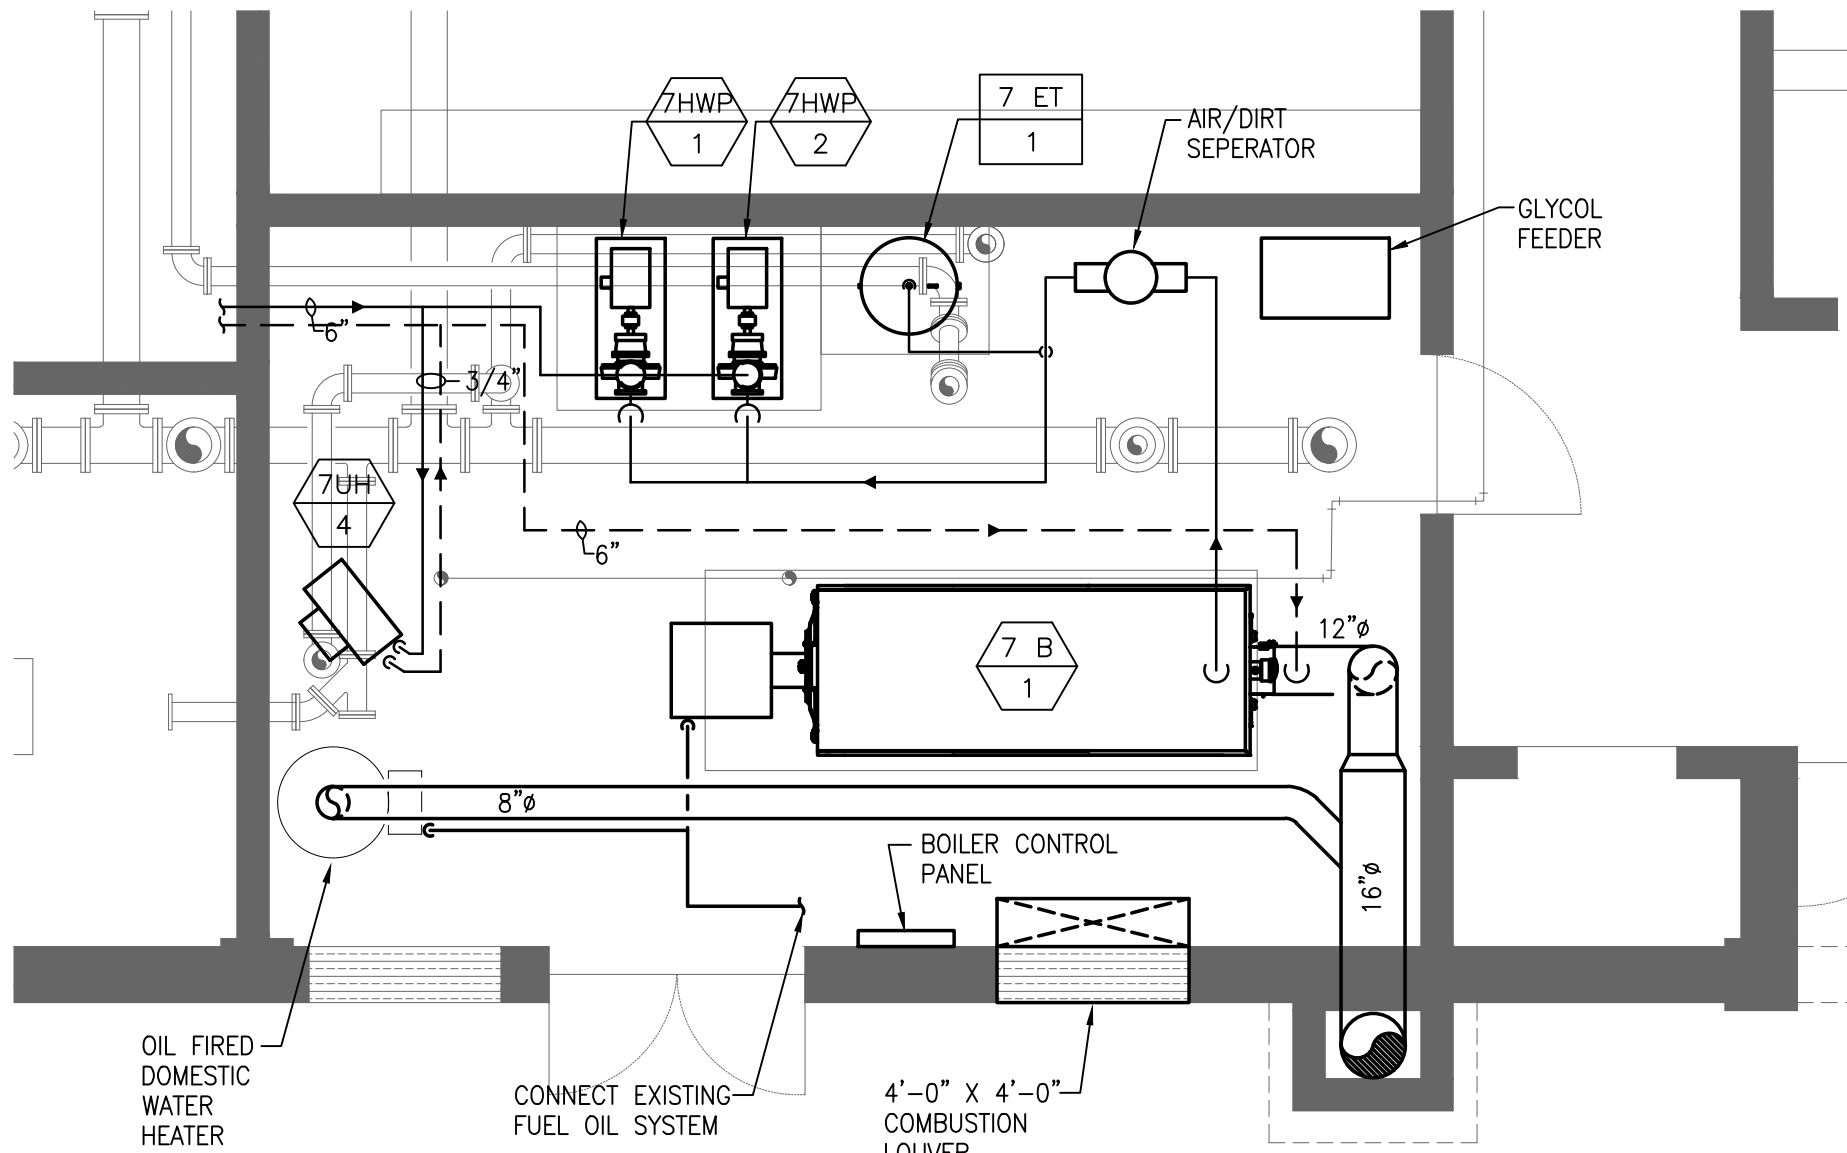 7HWP
1
7HWP
2
7 ET
1
AIR/DIRT
SEPERATOR
GLYCOL
FEEDER
6"
3/4"
7UH
4
6"
12"ø
7 B
1
8"ø
BOILER CONTROL
PANEL
16"ø
OIL FIRED
DOMESTIC
WATER
HEATER
CONNECT EXISTING
FUEL OIL SYSTEM
4'-0" X 4'-0"
COMBUSTION
LOUVER